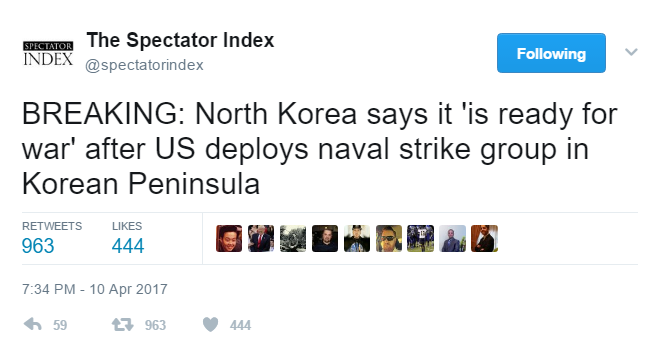 SPECTATOR
INDEX
The Spectator Index
@spectatorindex
Following
BREAKING: North Korea says it 'is ready for
war' after US deploys naval strike group in
Korean Peninsula
RETWEETS LIKES
963 444
7:34 PM - 10 Apr 2017
59 963 444